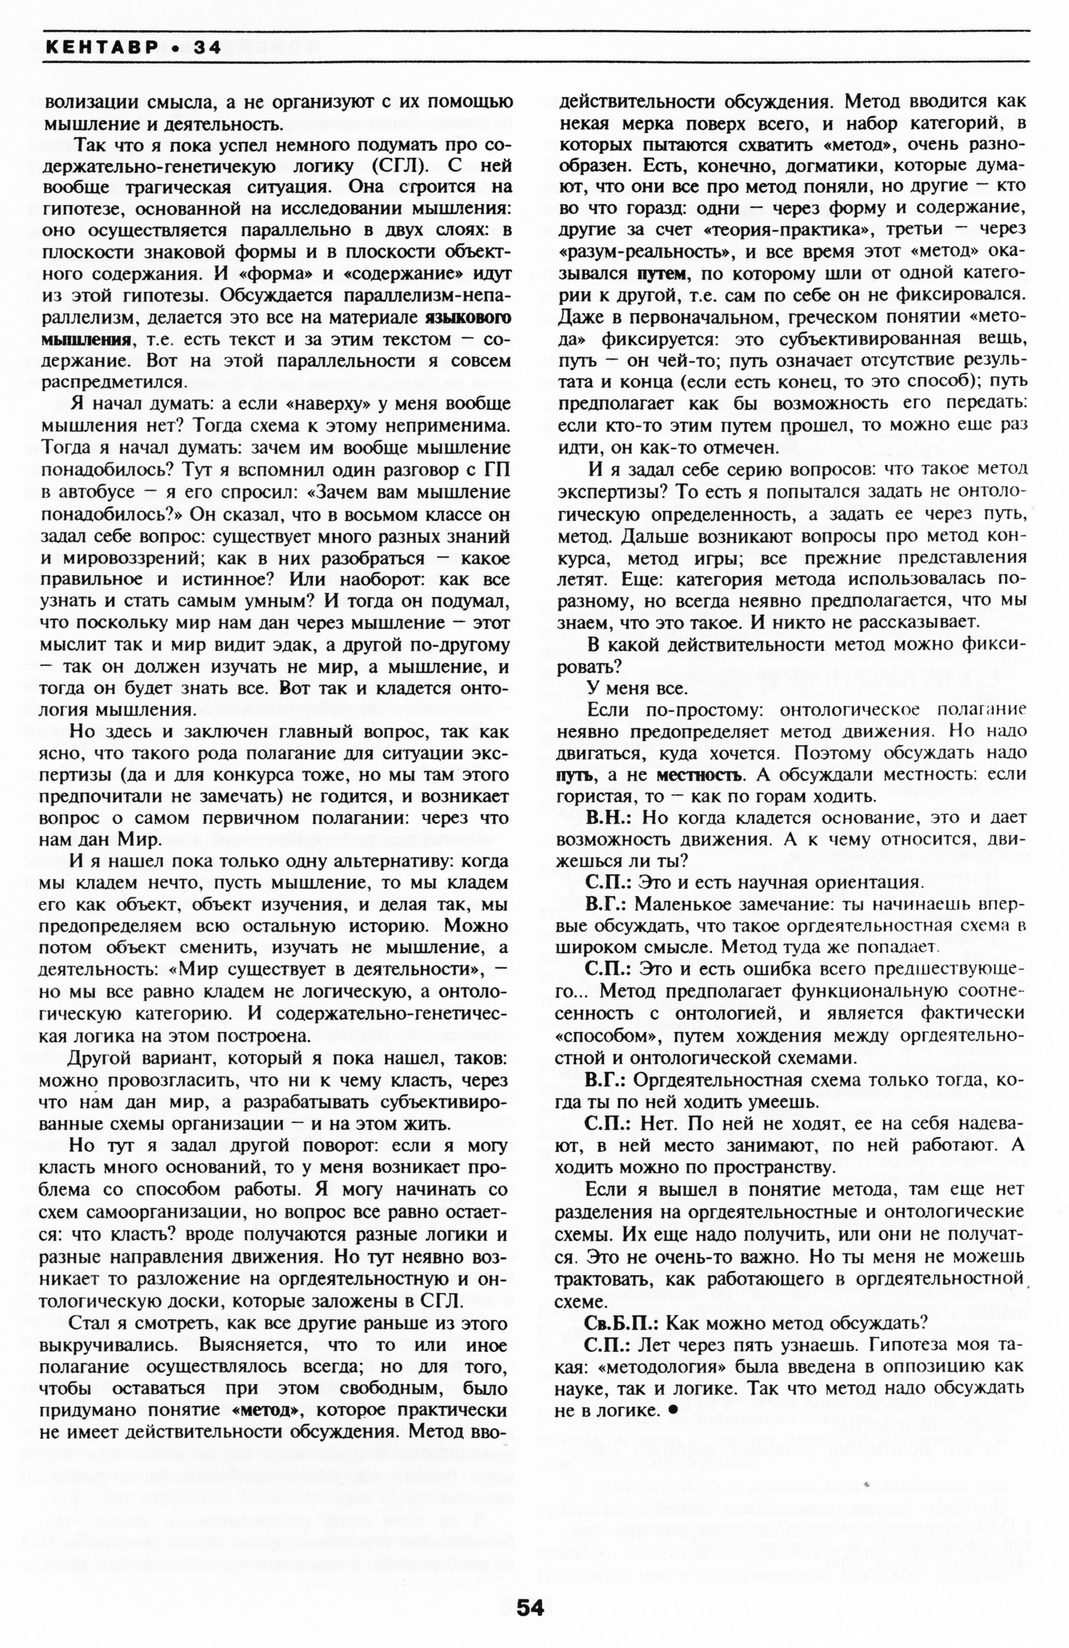 КЕНТАВР • 34
волизации смысла, а не организуют с их помощью
мышление и деятельность.
Так что я пока успел немного подумать про со-
держательно-генетичекую логику (СГЛ). С ней
вообще трагическая ситуация. Она строится на
гипотезе, основанной на исследовании мышления:
оно осуществляется параллельно в двух слоях: в
плоскости знаковой формы и в плоскости объект-
ного содержания. И «форма» и «содержание» идут
из этой гипотезы. Обсуждается параллелизм-непа-
раллелизм, делается это все на материале языкового
мышления, т.е. есть текст и за этим текстом — со-
держание. Вот на этой параллельности я совсем
распредметился.
Я начал думать: а если «наверху» у меня вообще
мышления нет? Тогда схема к этому неприменима.
Тогда я начал думать: зачем им вообще мышление
понадобилось? Тут я вспомнил один разговор с ГП
в автобусе — я его спросил: «Зачем вам мышление
понадобилось?» Он сказал, что в восьмом классе он
задал себе вопрос: существует много разных знаний
и мировоззрений; как в них разобраться — какое
правильное и истинное? Или наоборот: как все
узнать и стать самым умным? И тогда он подумал,
что поскольку мир нам дан через мышление — этот
мыслит так и мир видит эдак, а другой по-другому
— так он должен изучать не мир, а мышление, и
тогда он будет знать все. Вот так и кладется онто-
логия мышления.
Но здесь и заключен главный вопрос, так как
ясно, что такого рода полагание для ситуации экс-
пертизы (да и для конкурса тоже, но мы там этого
предпочитали не замечать) не годится, и возникает
вопрос о самом первичном полагании: через что
нам дан Мир.
И я нашел пока только одну альтернативу: когда
мы кладем нечто, пусть мышление, то мы кладем
его как объект, объект изучения, и делая так, мы
предопределяем всю остальную историю. Можно
потом объект сменить, изучать не мышление, а
деятельность: «Мир существует в деятельности», —
но мы все равно кладем не логическую, а онтоло-
гическую категорию. И содержательно-генетичес-
кая логика на этом построена.
Другой вариант, который я пока нашел, таков:
можно провозгласить, что ни к чему класть, через
что нам дан мир, а разрабатывать субъективиро-
ванные схемы организации — и на этом жить.
Но тут я задал другой поворот: если я могу
класть много оснований, то у меня возникает про-
блема со способом работы. Я могу начинать со
схем самоорганизации, но вопрос все равно остает-
ся: что класть? вроде получаются разные логики и
разные направления движения. Но тут неявно воз-
никает то разложение на оргдеятельностную и он-
тологическую доски, которые заложены в СГЛ.
Стал я смотреть, как все другие раньше из этого
выкручивались. Выясняется, что то или иное
полагание осуществлялось всегда; но для того,
чтобы оставаться при этом свободным, было
придумано понятие «метод», которое практически
не имеет действительности обсуждения. Метод вво-
действительности обсуждения. Метод вводится как
некая мерка поверх всего, и набор категорий, в
которых пытаются схватить «метод», очень разно-
образен. Есть, конечно, догматики, которые дума-
ют, что они все про метод поняли, но другие — кто
во что горазд: одни — через форму и содержание,
другие за счет «теория-практика», третьи — через
«разум-реальность», и все время этот «метод» ока-
зывался путем, по которому шли от одной катего-
рии к другой, т.е. сам по себе он не фиксировался.
Даже в первоначальном, греческом понятии «мето-
да» фиксируется: это субъективированная вещь,
путь — он чей-то; путь означает отсутствие резуль-
тата и конца (если есть конец, то это способ); путь
предполагает как бы возможность его передать:
если кто-то этим путем прошел, то можно еще раз
идти, он как-то отмечен.
И я задал себе серию вопросов: что такое метод
экспертизы? То есть я попытался задать не онтоло-
гическую определенность, а задать ее через путь,
метод. Дальше возникают вопросы про метод кон-
курса, метод игры; все прежние представления
летят. Еще: категория метода использовалась по-
разному, но всегда неявно предполагается, что мы
знаем, что это такое. И никто не рассказывает.
В какой действительности метод можно фикси-
ровать?
У меня все.
Если по-простому: онтологическое полагание
неявно предопределяет метод движения. Но надо
двигаться, куда хочется. Поэтому обсуждать надо
путь, а не местность. А обсуждали местность: если
гористая, то — как по горам ходить.
В.Н.: Но когда кладется основание, это и дает
возможность движения. А к чему относится, дви-
жешься ли ты?
С.П.: Это и есть научная ориентация.
В.Г.: Маленькое замечание: ты начинаешь впер-
вые обсуждать, что такое оргдеятельностная схема в
широком смысле. Метод туда же попадает.
С.П.: Это и есть ошибка всего предшествующе-
го... Метод предполагает функциональную соотне-
сенность с онтологией, и является фактически
«способом», путем хождения между оргдеятельно-
стной и онтологической схемами.
В.Г.: Оргдеятельностная схема только тогда, ко-
гда ты по ней ходить умеешь.
С.П.: Нет. По ней не ходят, ее на себя надева-
ют, в ней место занимают, по ней работают. А
ходить можно по пространству.
Если я вышел в понятие метода, там еще нет
разделения на оргдеятельностные и онтологические
схемы. Их еще надо получить, или они не получат-
ся. Это не очень-то важно. Но ты меня не можешь
трактовать, как работающего в оргдеятельностной
схеме.
Св.Б.П.: Как можно метод обсуждать?
С.П.: Лет через пять узнаешь. Гипотеза моя та-
кая: «методология» была введена в оппозицию как
науке, так и логике. Так что метод надо обсуждать
не в логике. •
54